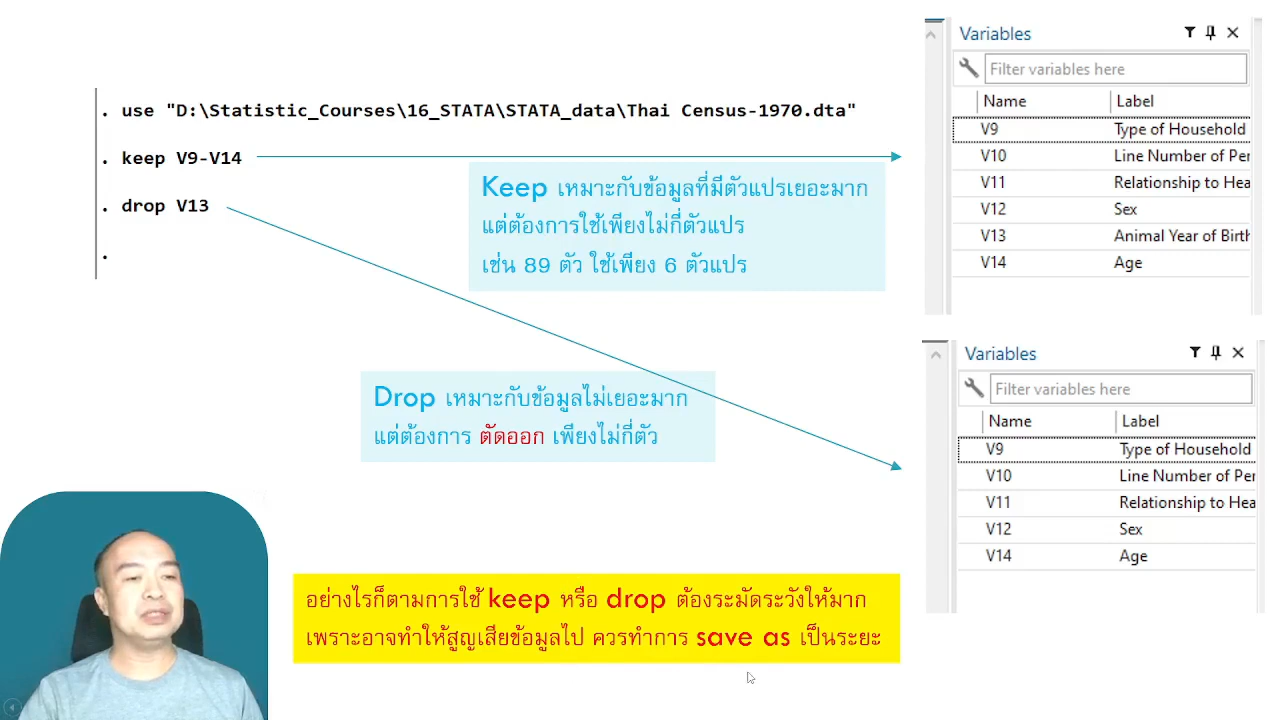 . use "D:\Statistic_Courses\16_STATA\STATA_data\Thai Census-1970.dta"
. keep V9-V14
. drop V13
.
Keep เหมาะกับข้อมูลที่มีตัวแปรเยอะมาก
แต่ต้องการใช้เพียงไม่กี่ตัวแปร
เช่น 89 ตัว ใช้เพียง 6 ตัวแปร
Drop เหมาะกับข้อมูลไม่เยอะมาก
แต่ต้องการ ตัดออก เพียงไม่กี่ตัว
อย่างไรก็ตามการใช้ keep หรือ drop ต้องระมัดระวังให้มาก
เพราะอาจทำให้สูญเสียข้อมูลไป ควรทำการ save as เป็นระยะ
Variables
Filter variables here
Name Label
V9 Type of Household
V10 Line Number of Per
V11 Relationship to Hea
V12 Sex
V13 Animal Year of Birth
V14 Age
Variables
Filter variables here
Name Label
V9 Type of Household
V10 Line Number of Per
V11 Relationship to Hea
V12 Sex
V14 Age